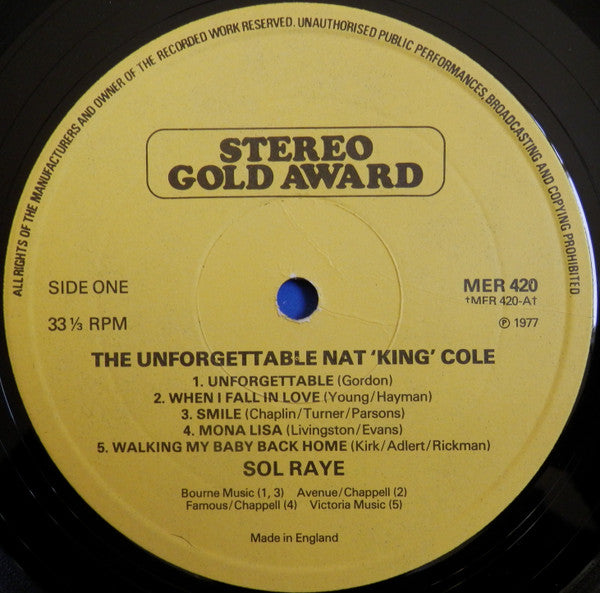 ALL RIGHTS OF THE MANUFACTURERS AND OWNER OF THE RECORDED WORK RESERVED. UNAUTHORISED PUBLIC PERFORMANCES, BROADCASTING AND COPYING PROHIBITED
STEREO
GOLD AWARD
SIDE ONE
MER 420
†MER 420-A†
33 ⅓ RPM
℗ 1977
THE UNFORGETTABLE NAT ‘KING’ COLE
1. UNFORGETTABLE (Gordon)
2. WHEN I FALL IN LOVE (Young/Hayman)
3. SMILE (Chaplin/Turner/Parsons)
4. MONA LISA (Livingston/Evans)
5. WALKING MY BABY BACK HOME (Kirk/Adlert/Rickman)
SOL RAYE
Bourne Music (1, 3) Avenue/Chappell (2)
Famous/Chappell (4) Victoria Music (5)
Made in England